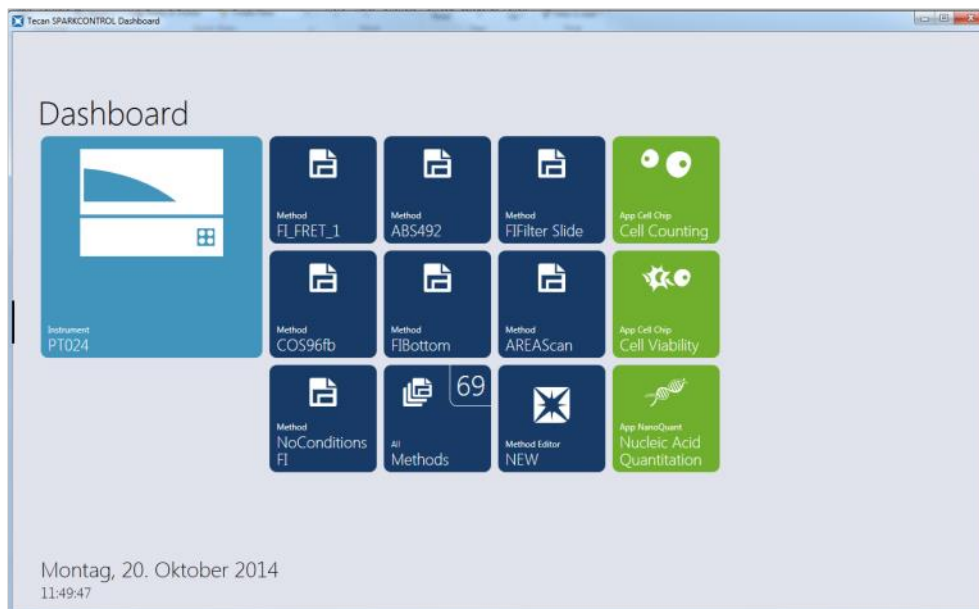 Tecan SPARKCONTROL Dashboard
Dashboard
Instrument
PT024
Method
FI_FRET_1
Method
ABS492
Method
FIFilter Slide
App Cell Chip
Cell Counting
Method
COS96fb
Method
FIBottom
Method
AREAScan
App Cell Chip
Cell Viability
Method
NoConditions
FI
69
All
Methods
Method Editor
NEW
App NanoQuant
Nucleic Acid
Quantitation
Montag, 20. Oktober 2014
11:49:47